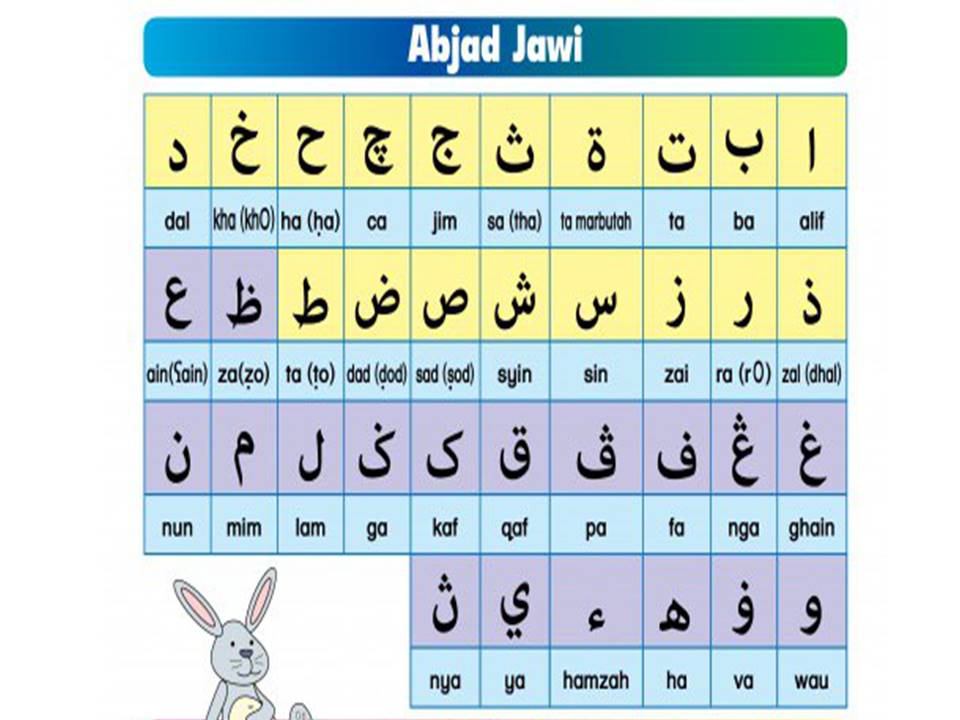 Abjad Jawi
ا ب ت ة ث ج چ ح خ د
dal kha (khO) ha (ḥa) ca jim sa (tha) ta marbutah ta ba alif
ذ ر ز س ش ص ض ط ظ ع
ain(ʕain) za(ẓo) ta (ṭo) dad (ḍod) sad (ṣod) syin sin zai ra (rO) zal (dhal)
غ ڠ ف ڤ ق ک ݢ ل م ن
nun mim lam ga kaf qaf pa fa nga ghain
و ۏ ه ء ي ڽ
nya ya hamzah ha va wau